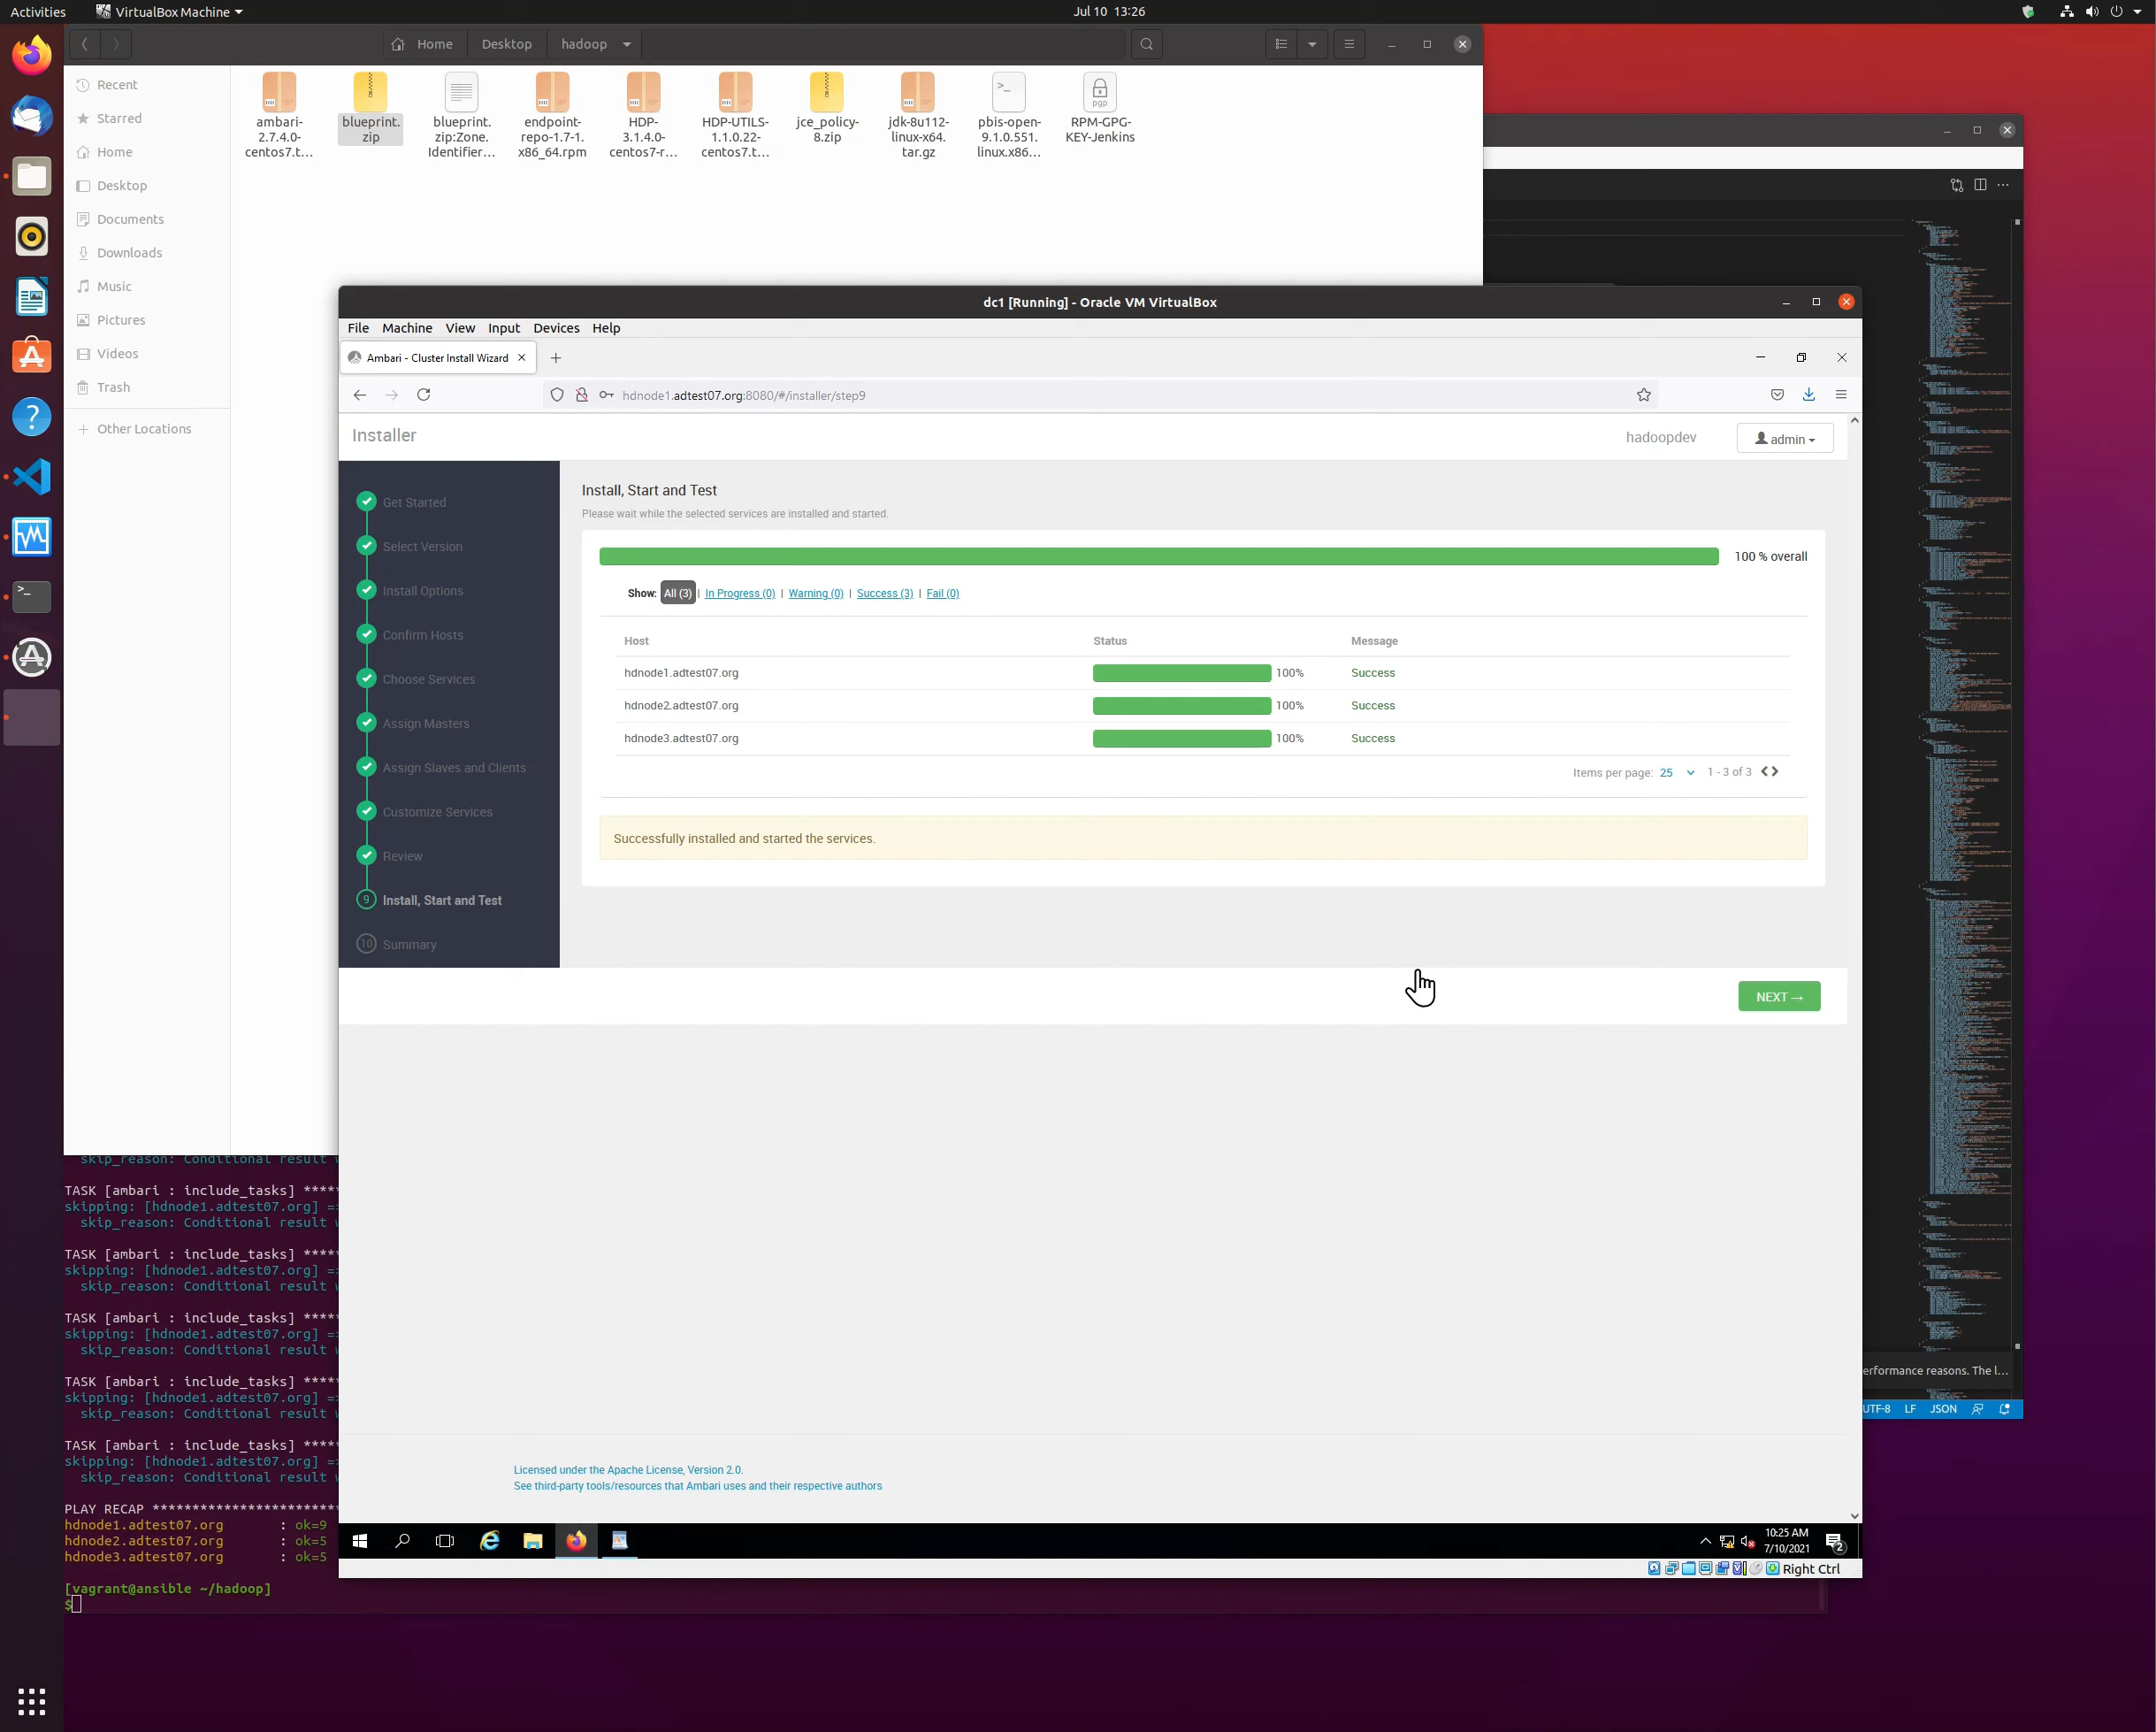 Activities VirtualBox Machine Jul 10 13:26
Home Desktop hadoop
Recent
Starred
Home
Desktop
Documents
Downloads
Music
Pictures
Videos
Trash
Other Locations
ambari-
2.7.4.0-
centos7.t...
blueprint.
zip
blueprint.
zip:Zone.
Identifier...
endpoint-
repo-1.7-1.
x86_64.rpm
HDP-
3.1.4.0-
centos7-r...
HDP-UTILS-
1.1.0.22-
centos7.t...
jce_policy-
8.zip
jdk-8u112-
linux-x64.
tar.gz
pbis-open-
9.1.0.551.
linux.x86...
pgp
RPM-GPG-
KEY-Jenkins
dc1 [Running] - Oracle VM VirtualBox
File Machine View Input Devices Help
Ambari - Cluster Install Wizard
hdnode1.adtest07.org:8080/#/installer/step9
Installer hadoopdev admin
Get Started
Select Version
Install Options
Confirm Hosts
Choose Services
Assign Masters
Assign Slaves and Clients
Customize Services
Review
9 Install, Start and Test
10 Summary
Install, Start and Test
Please wait while the selected services are installed and started.
100 % overall
Show: All (3) | In Progress (0) | Warning (0) | Success (3) | Fail (0)
Host Status Message
hdnode1.adtest07.org 100% Success
hdnode2.adtest07.org 100% Success
hdnode3.adtest07.org 100% Success
Items per page: 25 1 - 3 of 3
Successfully installed and started the services.
NEXT →
Licensed under the Apache License, Version 2.0.
See third-party tools/resources that Ambari uses and their respective authors
10:25 AM
7/10/2021
2
Right Ctrl
erformance reasons. The l...
UTF-8 LF JSON
skip_reason: Conditional result w
TASK [ambari : include_tasks] ****
skipping: [hdnode1.adtest07.org] =>
skip_reason: Conditional result w
TASK [ambari : include_tasks] ****
skipping: [hdnode1.adtest07.org] =>
skip_reason: Conditional result w
TASK [ambari : include_tasks] ****
skipping: [hdnode1.adtest07.org] =>
skip_reason: Conditional result w
TASK [ambari : include_tasks] ****
skipping: [hdnode1.adtest07.org] =>
skip_reason: Conditional result w
TASK [ambari : include_tasks] ****
skipping: [hdnode1.adtest07.org] =>
skip_reason: Conditional result w
PLAY RECAP ************************
hdnode1.adtest07.org : ok=9
hdnode2.adtest07.org : ok=5
hdnode3.adtest07.org : ok=5
[vagrant@ansible ~/hadoop]
$